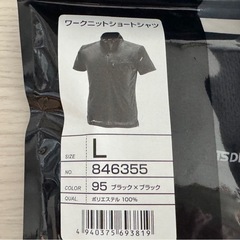 ワークニットショートシャツ
SIZE L
NO. 846355
COLOR 95 ブラック×ブラック
QUAL. ポリエステル 100%
4 940375 693819